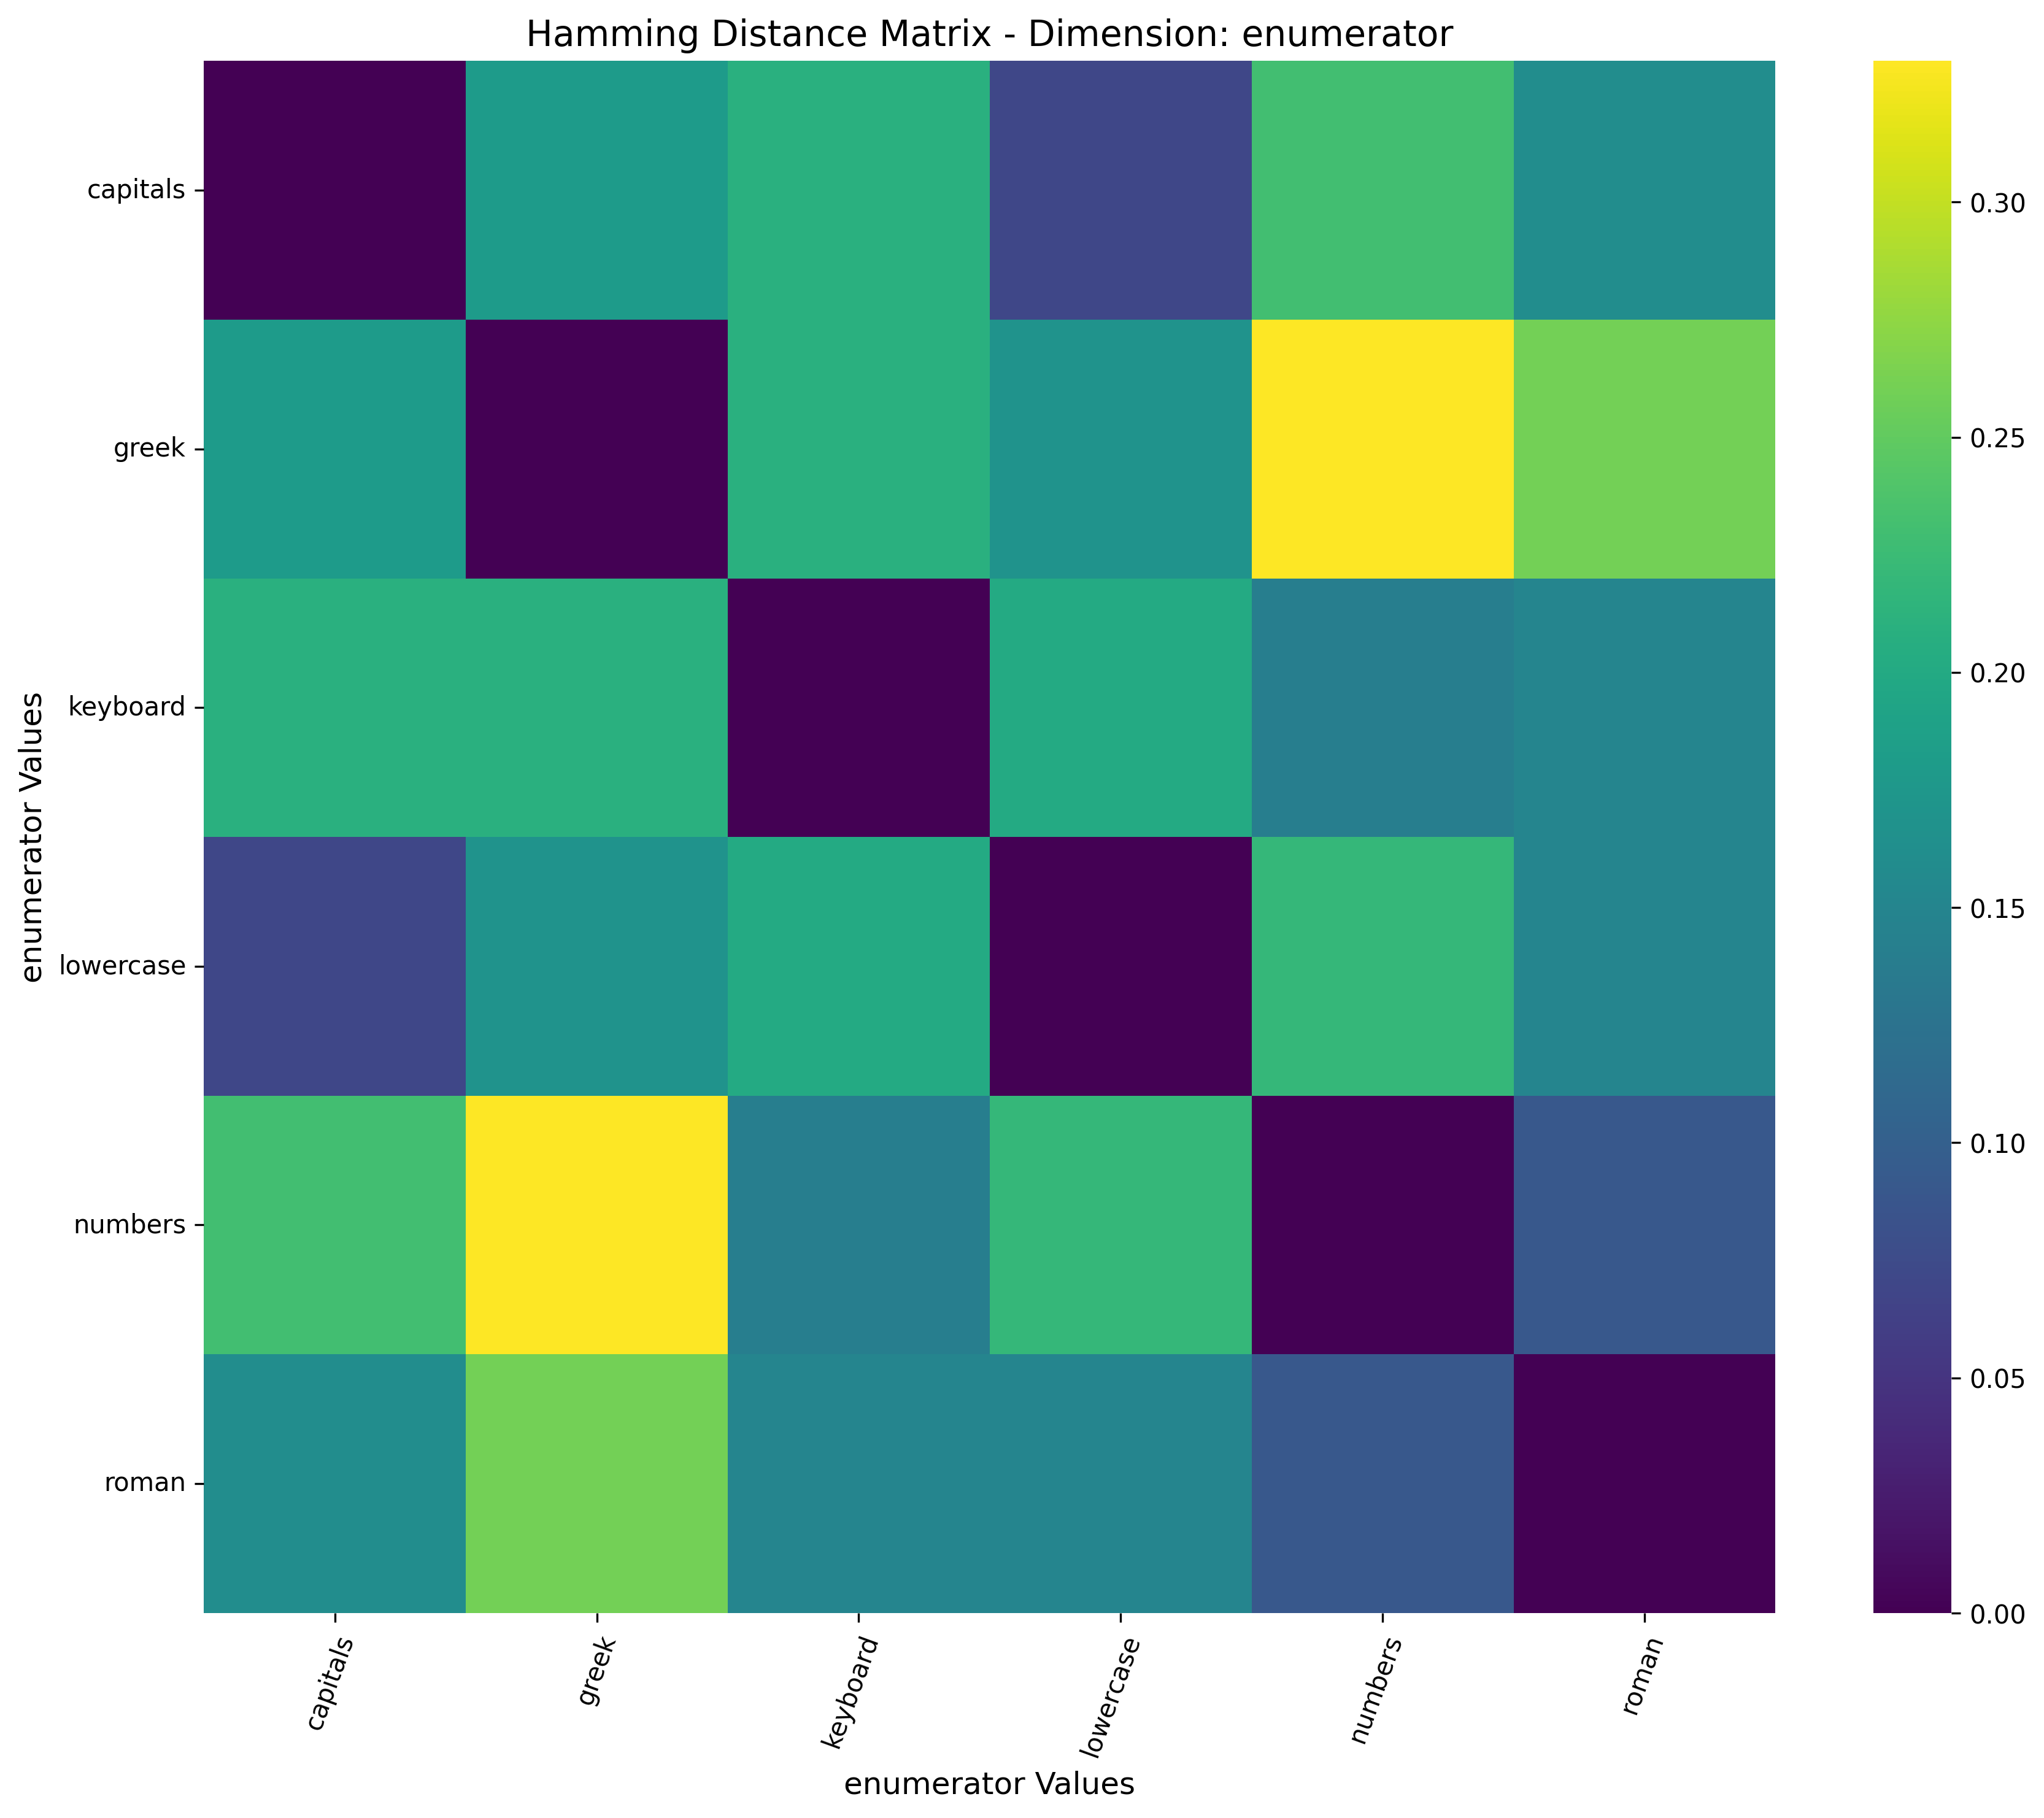 Hamming Distance Matrix - Dimension: enumerator
capitals
greek
keyboard
lowercase
numbers
roman
enumerator Values
capitals
greek
keyboard
lowercase
numbers
roman
enumerator Values
0.30
0.25
0.20
0.15
0.10
0.05
0.00